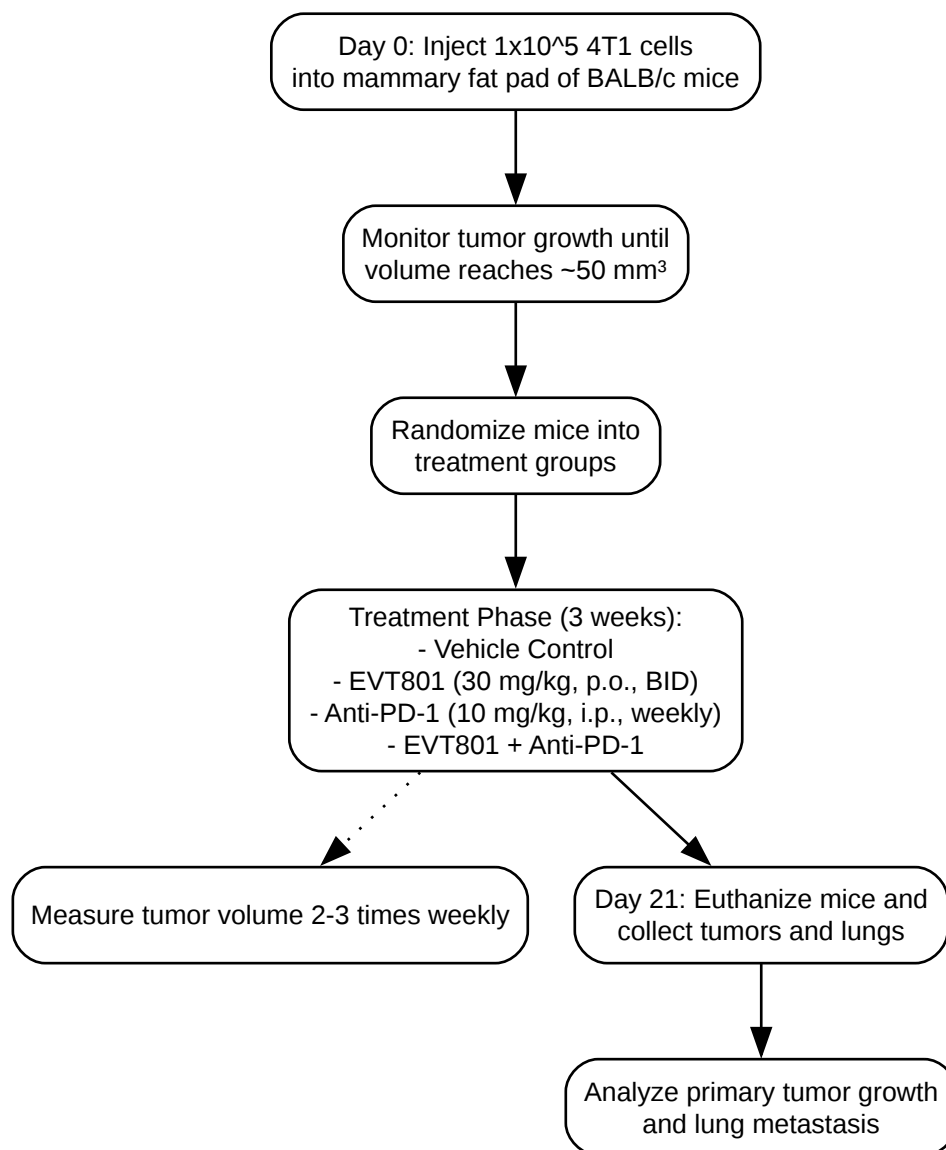 Day 0: Inject 1x10^5 4T1 cells
into mammary fat pad of BALB/c mice
Monitor tumor growth until
volume reaches ~50 mm³
Randomize mice into
treatment groups
Treatment Phase (3 weeks):
- Vehicle Control
- EVT801 (30 mg/kg, p.o., BID)
- Anti-PD-1 (10 mg/kg, i.p., weekly)
- EVT801 + Anti-PD-1
Measure tumor volume 2-3 times weekly
Day 21: Euthanize mice and
collect tumors and lungs
Analyze primary tumor growth
and lung metastasis